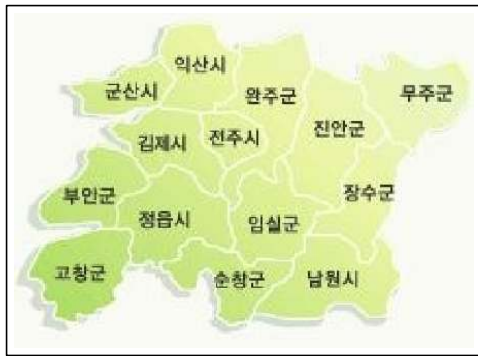 익산시
군산시
완주군
무주군
김제시
전주시
진안군
부안군
장수군
정읍시
임실군
고창군
순창군
남원시